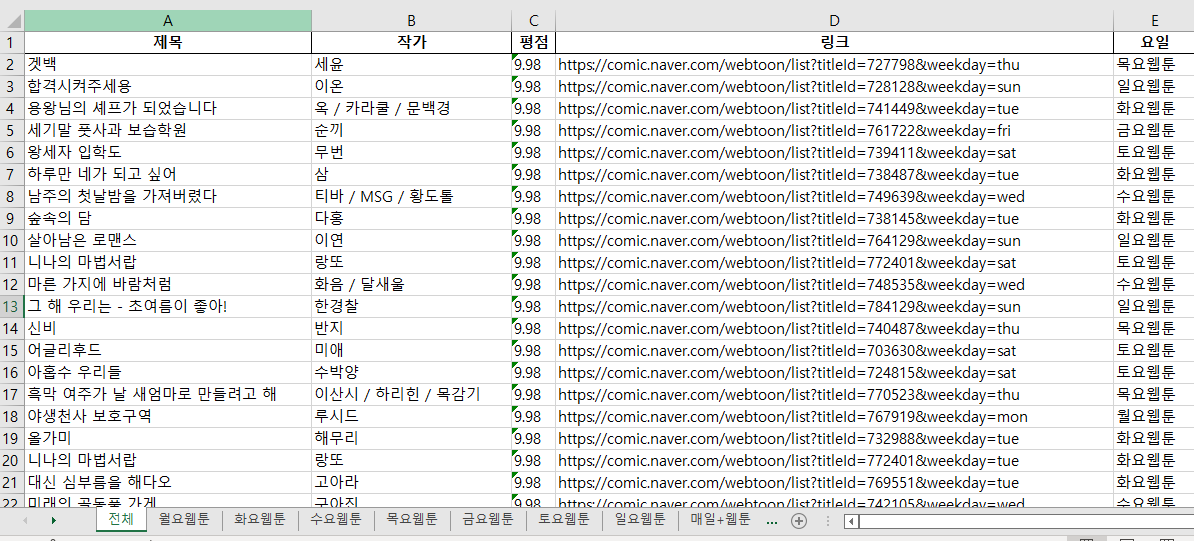 A B C D E
1 제목 작가 평점 링크 요일
2 겟백 세윤 9.98 https://comic.naver.com/webtoon/list?titleId=727798&weekday=thu 목요웹툰
3 합격시켜주세용 이온 9.98 https://comic.naver.com/webtoon/list?titleId=728128&weekday=sun 일요웹툰
4 용왕님의 셰프가 되었습니다 옥 / 카라쿨 / 문백경 9.98 https://comic.naver.com/webtoon/list?titleId=741449&weekday=tue 화요웹툰
5 세기말 풋사과 보습학원 순끼 9.98 https://comic.naver.com/webtoon/list?titleId=761722&weekday=fri 금요웹툰
6 왕세자 입학도 무번 9.98 https://comic.naver.com/webtoon/list?titleId=739411&weekday=sat 토요웹툰
7 하루만 네가 되고 싶어 삼 9.98 https://comic.naver.com/webtoon/list?titleId=738487&weekday=tue 화요웹툰
8 남주의 첫날밤을 가져버렸다 티바 / MSG / 황도톨 9.98 https://comic.naver.com/webtoon/list?titleId=749639&weekday=wed 수요웹툰
9 숲속의 담 다홍 9.98 https://comic.naver.com/webtoon/list?titleId=738145&weekday=tue 화요웹툰
10 살아남은 로맨스 이연 9.98 https://comic.naver.com/webtoon/list?titleId=764129&weekday=sun 일요웹툰
11 니나의 마법서랍 랑또 9.98 https://comic.naver.com/webtoon/list?titleId=772401&weekday=sat 토요웹툰
12 마른 가지에 바람처럼 화음 / 달새울 9.98 https://comic.naver.com/webtoon/list?titleId=748535&weekday=wed 수요웹툰
13 그 해 우리는 - 초여름이 좋아! 한경찰 9.98 https://comic.naver.com/webtoon/list?titleId=784129&weekday=sun 일요웹툰
14 신비 반지 9.98 https://comic.naver.com/webtoon/list?titleId=740487&weekday=thu 목요웹툰
15 어글리후드 미애 9.98 https://comic.naver.com/webtoon/list?titleId=703630&weekday=sat 토요웹툰
16 아홉수 우리들 수박양 9.98 https://comic.naver.com/webtoon/list?titleId=724815&weekday=sat 토요웹툰
17 흑막 여주가 날 새엄마로 만들려고 해 이산시 / 하리힌 / 목감기 9.98 https://comic.naver.com/webtoon/list?titleId=770523&weekday=thu 목요웹툰
18 야생천사 보호구역 루시드 9.98 https://comic.naver.com/webtoon/list?titleId=767919&weekday=mon 월요웹툰
19 올가미 해무리 9.98 https://comic.naver.com/webtoon/list?titleId=732988&weekday=tue 화요웹툰
20 니나의 마법서랍 랑또 9.98 https://comic.naver.com/webtoon/list?titleId=772401&weekday=tue 화요웹툰
21 대신 심부름을 해다오 고아라 9.98 https://comic.naver.com/webtoon/list?titleId=769551&weekday=tue 화요웹툰
22 미래의 골동품 가게 구아진 9.98 https://comic.naver.com/webtoon/list?titleId=742105&weekday=wed 수요웹툰
전체 월요웹툰 화요웹툰 수요웹툰 목요웹툰 금요웹툰 토요웹툰 일요웹툰 매일+웹툰 ...